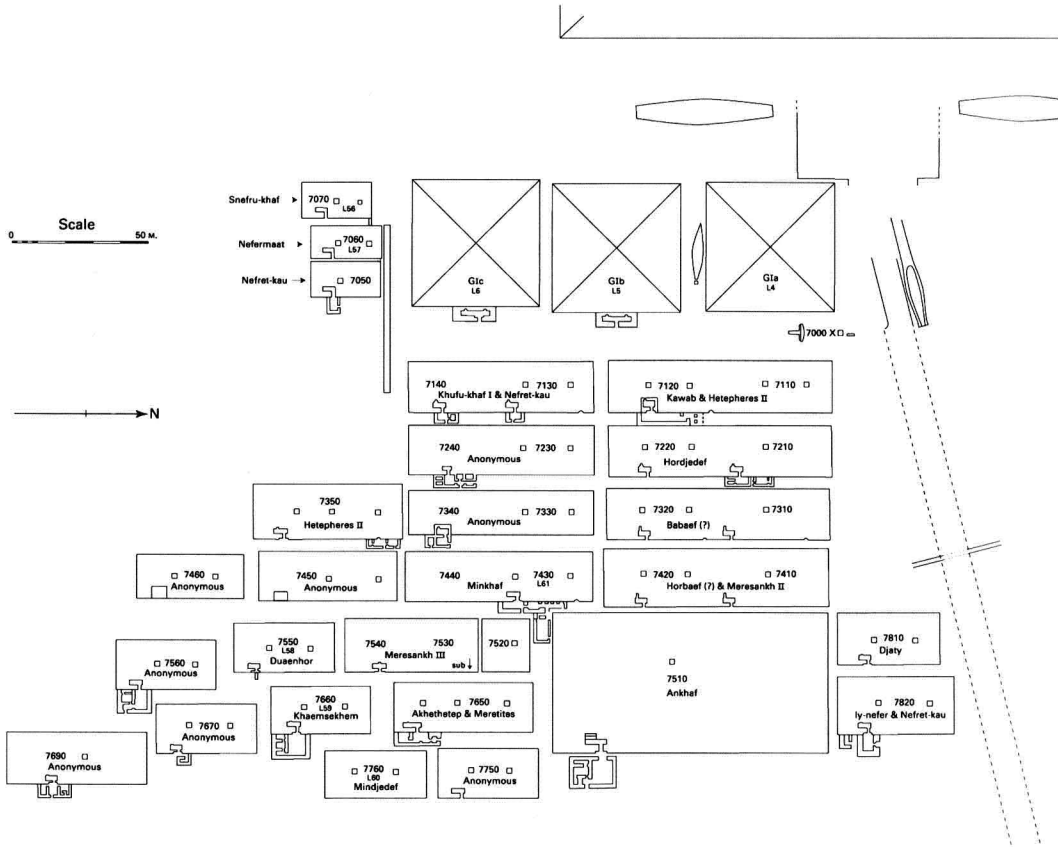 Snefru-khaf
7070
L56
Scale
0 50 M.
Nefermaat
7060
L57
Nefret-kau
7050
GIc
L6
GIb
L5
GIa
L4
7000 X
N
7140 7130
Khufu-khaf I & Nefret-kau
7120 7110
Kawab & Hetepheres II
7240 7230
Anonymous
7220 7210
Hordjedef
7350
Hetepheres II
7340 7330
Anonymous
7320 7310
Babaef (?)
7460
Anonymous
7450
Anonymous
7440 7430
Minkhaf L61
7420 7410
Horbaef (?) & Meresankh II
7560
Anonymous
7550
L58
Duaenhor
7540 7530
Meresankh III
sub
7520
7510
Ankhaf
7810
Djaty
7670
Anonymous
7660
L59
Khaemsekhem
7650
Akhethetep & Meretites
7820
Iy-nefer & Nefret-kau
7690
Anonymous
7760
L60
Mindjedef
7750
Anonymous